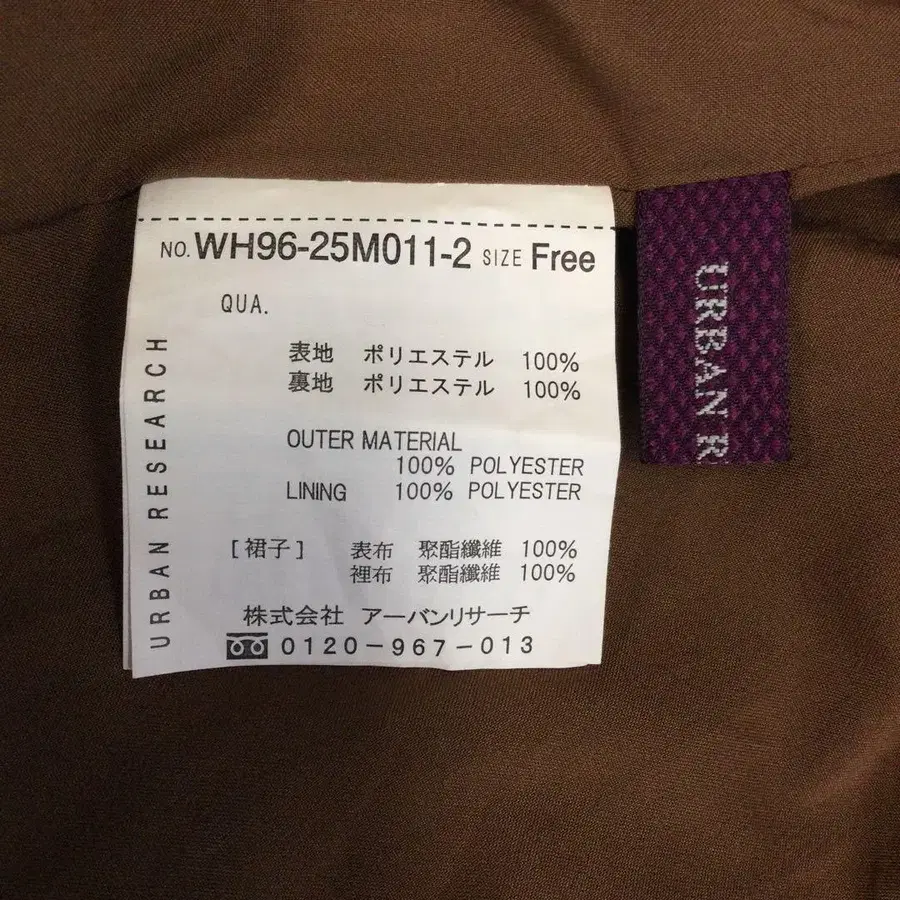 NO. WH96-25M011-2 SIZE Free
QUA.
表地 ポリエステル 100%
裏地 ポリエステル 100%
OUTER MATERIAL
100% POLYESTER
LINING 100% POLYESTER
[裙子] 表布 聚酯纖維 100%
裡布 聚酯纖維 100%
株式会社 アーバンリサーチ
0120-967-013
URBAN RESEARCH
URBAN R